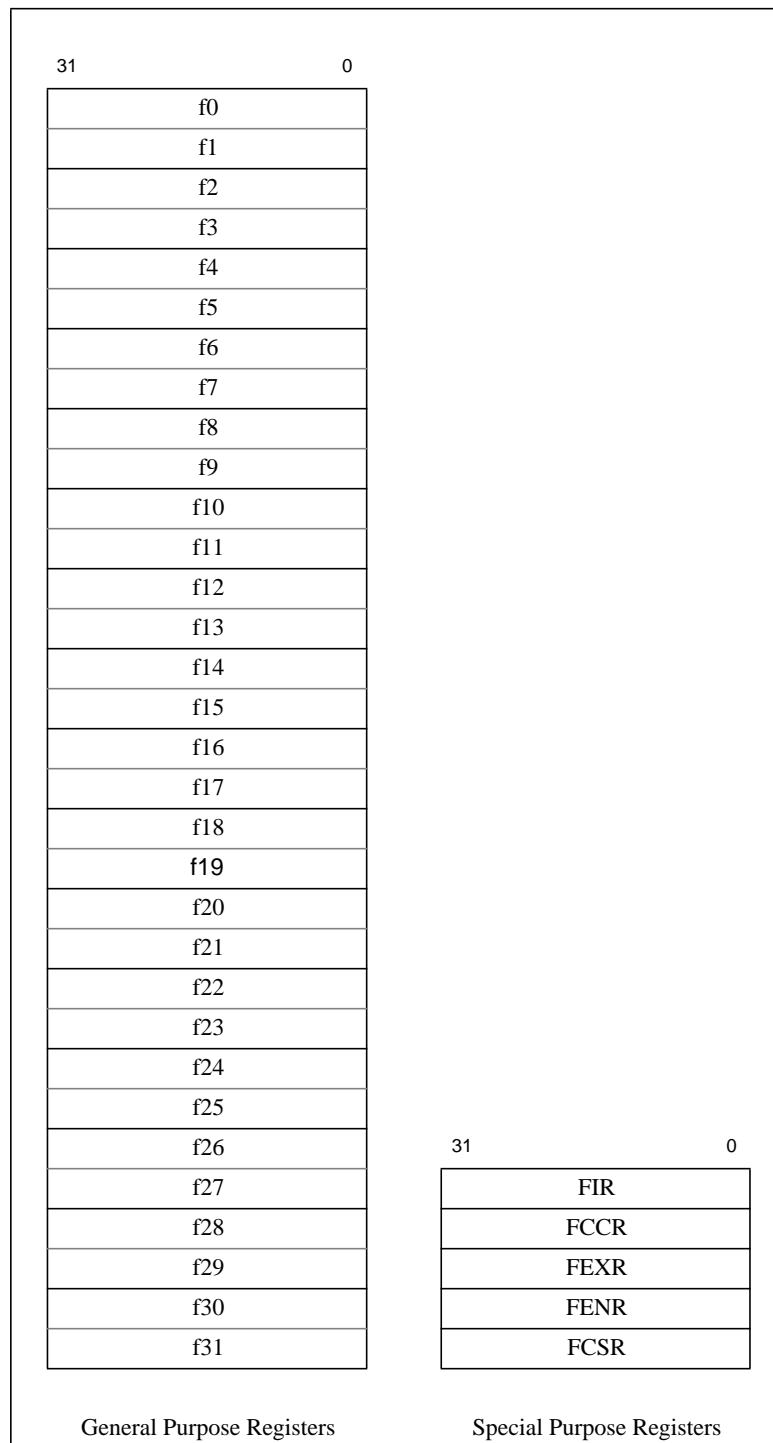 31 0
f0
f1
f2
f3
f4
f5
f6
f7
f8
f9
f10
f11
f12
f13
f14
f15
f16
f17
f18
f19
f20
f21
f22
f23
f24
f25
f26
f27
f28
f29
f30
f31
General Purpose Registers
31 0
FIR
FCCR
FEXR
FENR
FCSR
Special Purpose Registers